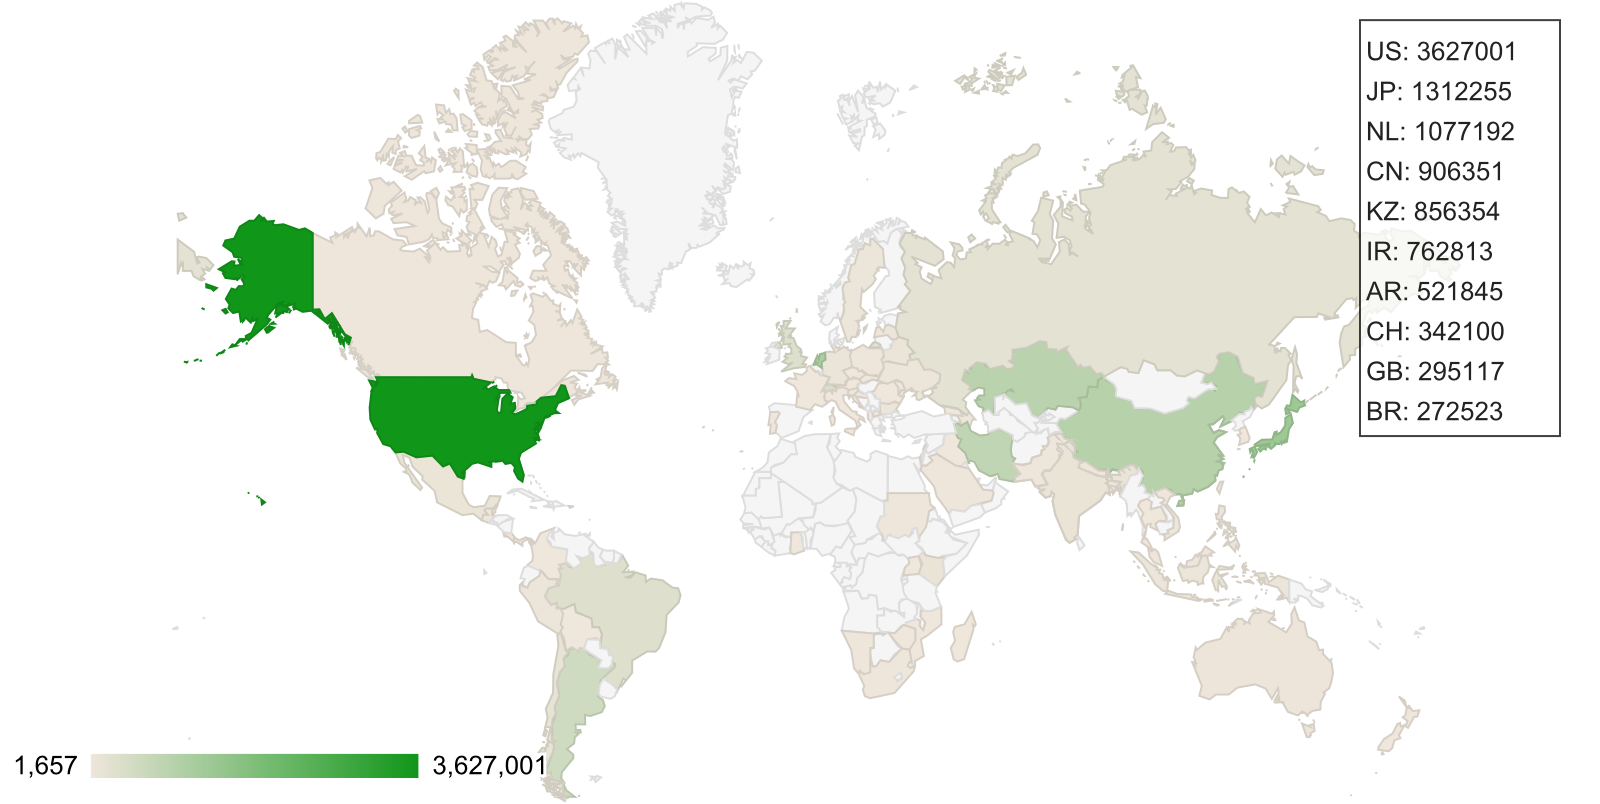 US: 3627001
JP: 1312255
NL: 1077192
CN: 906351
KZ: 856354
IR: 762813
AR: 521845
CH: 342100
GB: 295117
BR: 272523
1,657 3,627,001